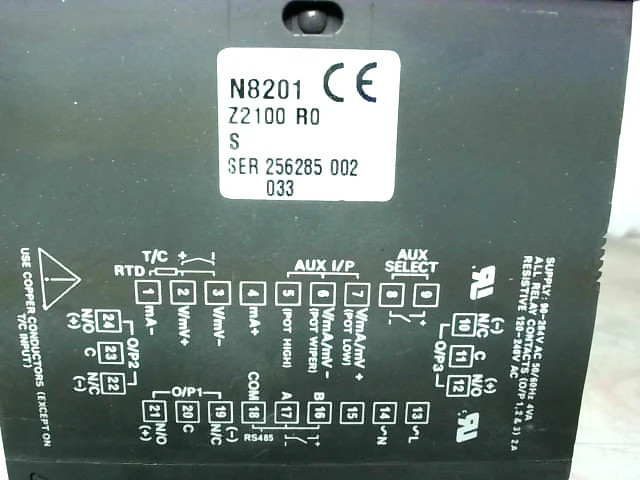 N8201 CE
Z2100 R0
S
SER 256285 002
033
T/C + -
RTD
AUX I/P
AUX
SELECT
1 2 3 4 5 6 7 8 9
mA-
V/mV+
V/mV-
mA+
(POT HIGH)
V/mA/mV -
(POT WIPER)
V/mA/mV +
(POT LOW)
USE COPPER CONDUCTORS (EXCEPT ON
T/C INPUT)
SUPPLY: 90-264V AC 50/60Hz 4VA
ALL RELAY CONTACTS (O/P 1,2 & 3) 2A
RESISTIVE 120-240V AC
(+) N/O 24
C 23
N/C 22
(-)
O/P2
(-)
10 N/C
11 C
12 N/O
(+)
O/P3
O/P1
COM A B
21 20 19 18 17 16 15 14 13
N/O C N/C
(+) (-)
RS485
+ -
~N ~L